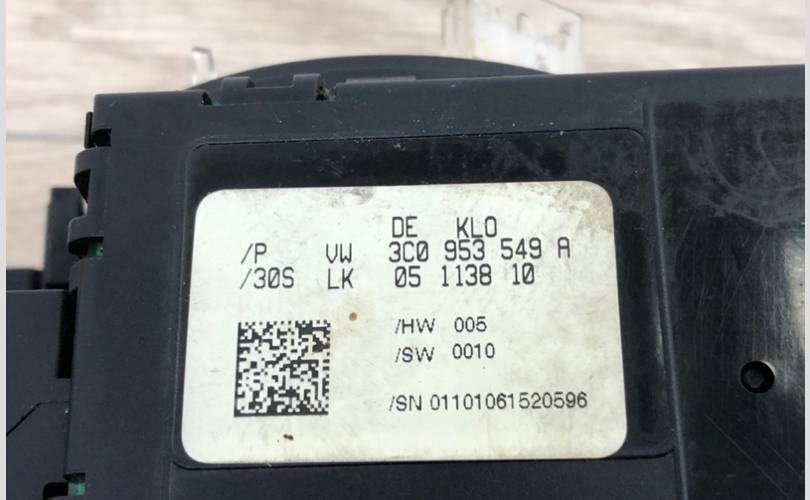 DE KLO
/P VW 3C0 953 549 A
/30S LK 05 1138 10
/HW 005
/SW 0010
/SN 01101061520596